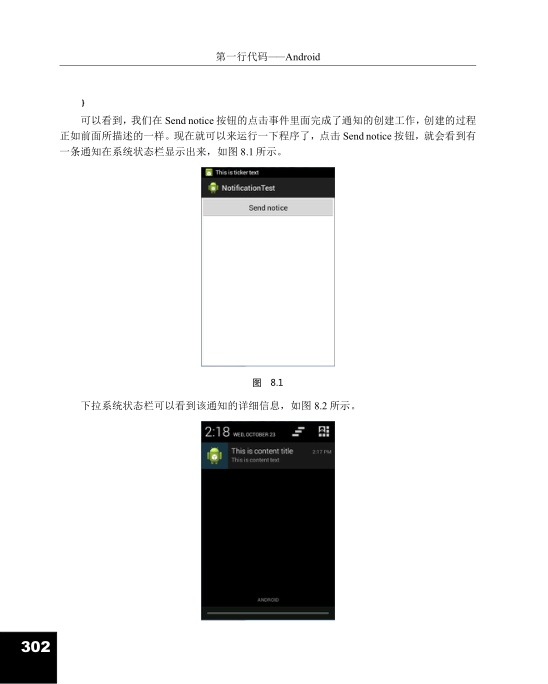 第一行代码——Android
}
可以看到，我们在 Send notice 按钮的点击事件里面完成了通知的创建工作，创建的过程
正如前面所描述的一样。现在就可以来运行一下程序了，点击 Send notice 按钮，就会看到有
一条通知在系统状态栏显示出来，如图 8.1 所示。
This is ticker text
NotificationTest
Send notice
图 8.1
下拉系统状态栏可以看到该通知的详细信息，如图 8.2 所示。
2:18 WED, OCTOBER 23
This is content title 2:17 PM
This is content text
ANDROID
302